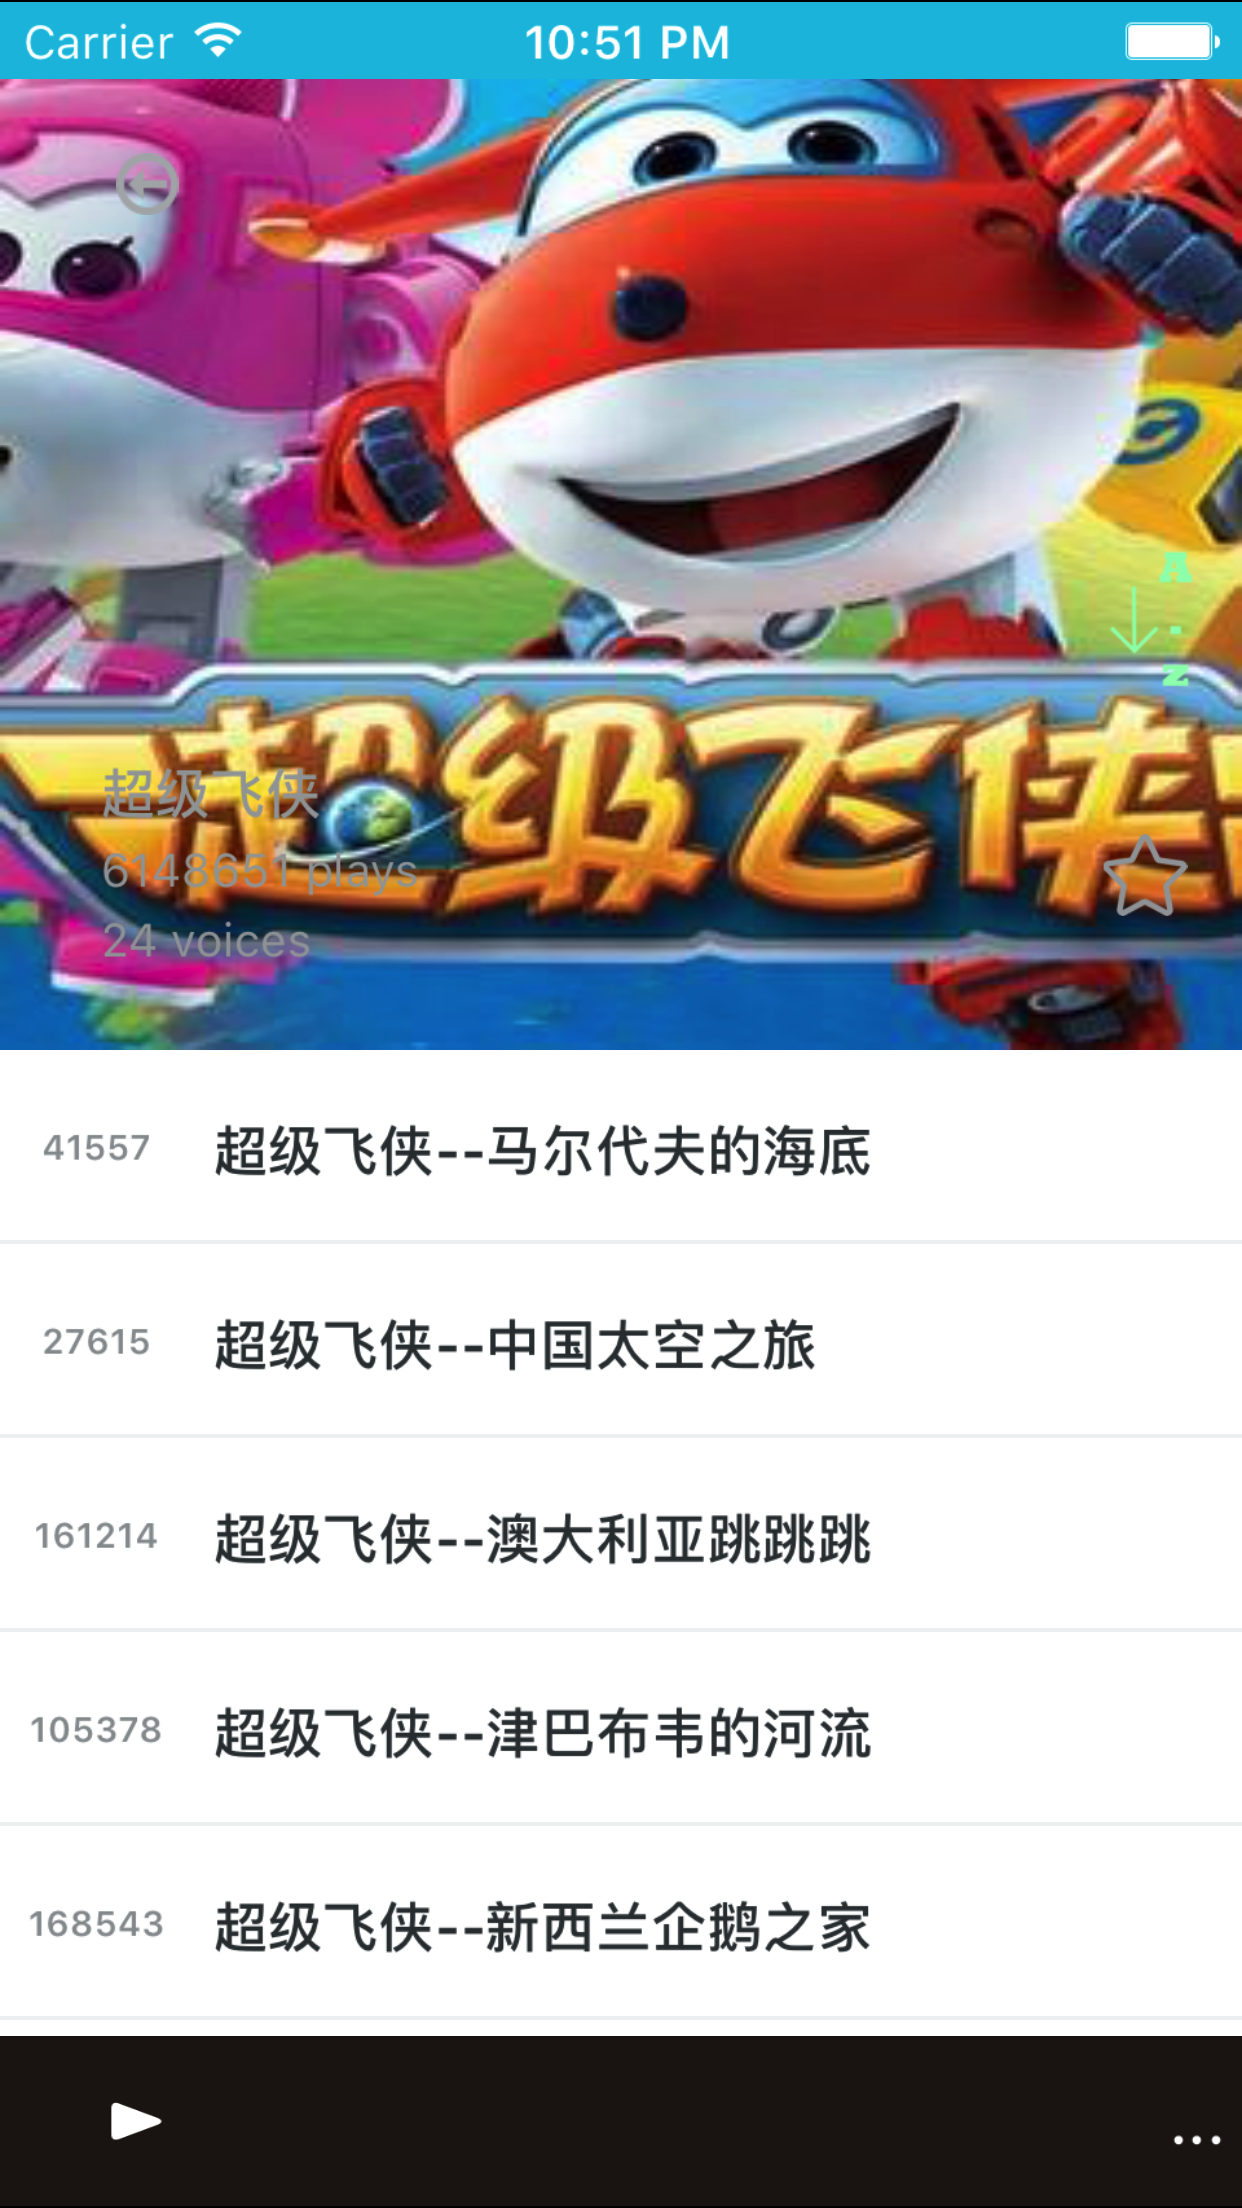 Carrier
10:51 PM
A
Z
超级飞侠
超级飞侠
6148651 plays
24 voices
41557
超级飞侠--马尔代夫的海底
27615
超级飞侠--中国太空之旅
161214
超级飞侠--澳大利亚跳跳跳
105378
超级飞侠--津巴布韦的河流
168543
超级飞侠--新西兰企鹅之家